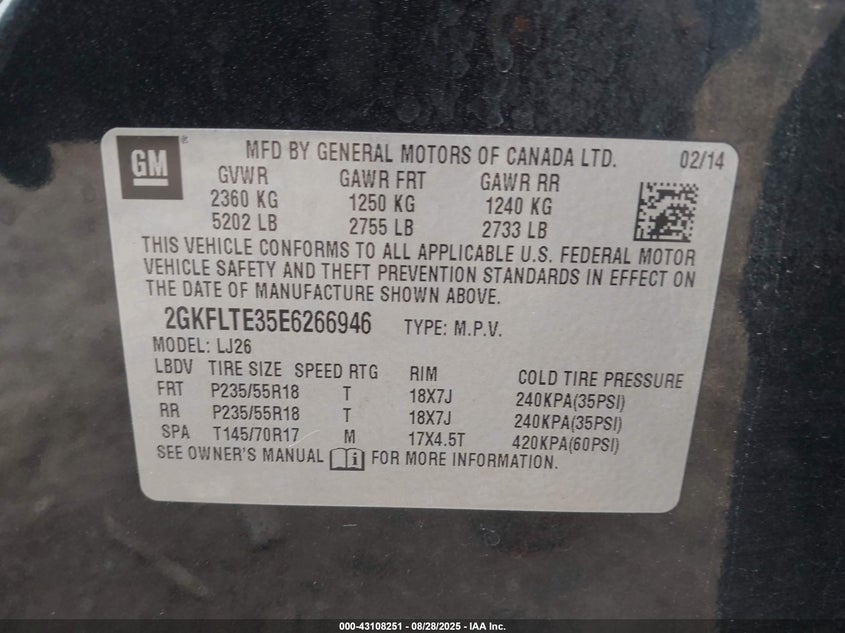 GM ®
MFD BY GENERAL MOTORS OF CANADA LTD. 02/14
GVWR GAWR FRT GAWR RR
2360 KG 1250 KG 1240 KG
5202 LB 2755 LB 2733 LB
THIS VEHICLE CONFORMS TO ALL APPLICABLE U.S. FEDERAL MOTOR
VEHICLE SAFETY AND THEFT PREVENTION STANDARDS IN EFFECT ON
THE DATE OF MANUFACTURE SHOWN ABOVE.
2GKFLTE35E6266946 TYPE: M.P.V.
MODEL: LJ26
LBDV TIRE SIZE SPEED RTG RIM COLD TIRE PRESSURE
FRT P235/55R18 T 18X7J 240KPA(35PSI)
RR P235/55R18 T 18X7J 240KPA(35PSI)
SPA T145/70R17 M 17X4.5T 420KPA(60PSI)
SEE OWNER'S MANUAL i FOR MORE INFORMATION.
000-43108251 - 08/28/2025 - IAA Inc.